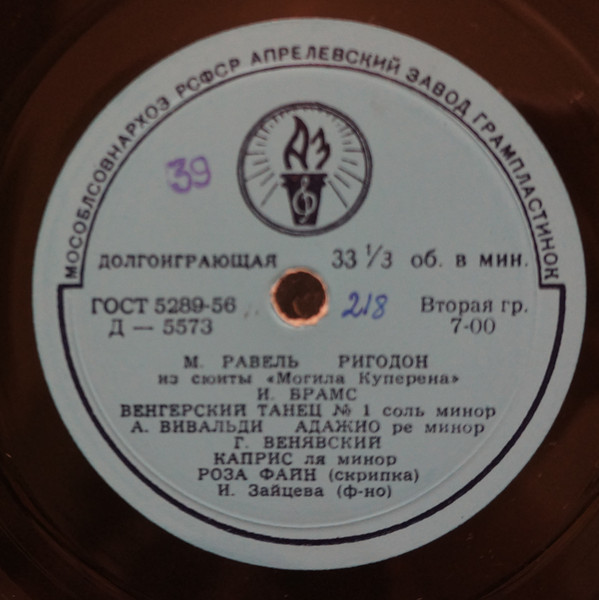 МОСОБЛСОВНАРХОЗ РСФСР АПРЕЛЕВСКИЙ ЗАВОД ГРАМПЛАСТИНОК
АЗ
39
ДОЛГОИГРАЮЩАЯ 33 1/3 об. в мин.
ГОСТ 5289-56 218 Вторая гр.
Д — 5573 7-00
М. РАВЕЛЬ РИГОДОН
из сюиты «Могила Куперена»
И. БРАМС
ВЕНГЕРСКИЙ ТАНЕЦ № 1 соль минор
А. ВИВАЛЬДИ АДАЖИО ре минор
Г. ВЕНЯВСКИЙ
КАПРИС ля минор
РОЗА ФАЙН (скрипка)
И. Зайцева (ф-но)